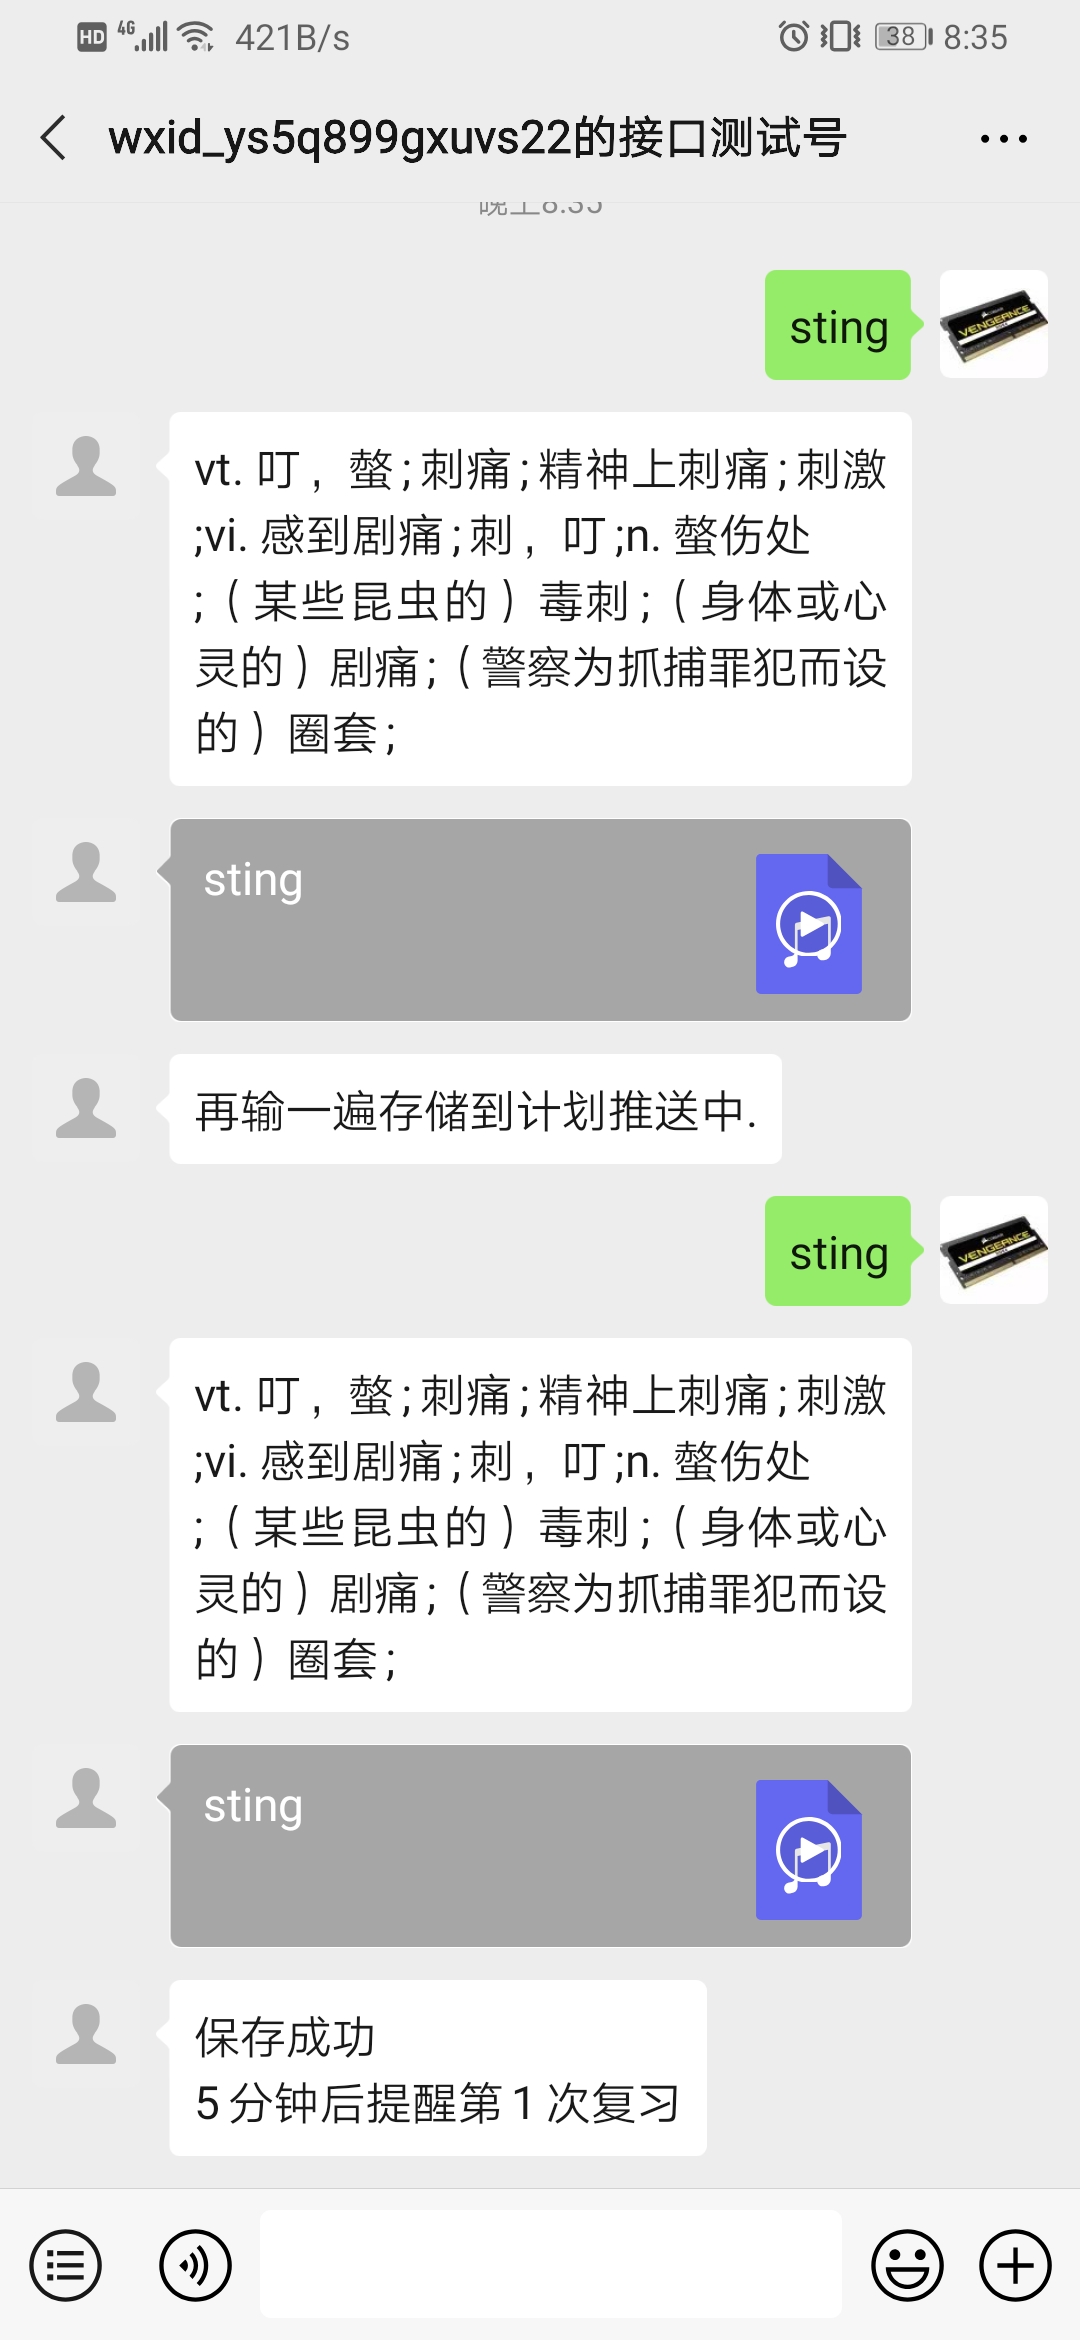 HD 4G 421B/s 38 8:35
wxid_ys5q899gxuvs22的接口测试号
晚上8:35
sting
VENGEANCE
vt. 叮，螫;刺痛;精神上刺痛;刺激
;vi. 感到剧痛;刺，叮;n. 螫伤处
;（某些昆虫的）毒刺;（身体或心
灵的）剧痛;（警察为抓捕罪犯而设
的）圈套;
sting
再输一遍存储到计划推送中.
sting
VENGEANCE
vt. 叮，螫;刺痛;精神上刺痛;刺激
;vi. 感到剧痛;刺，叮;n. 螫伤处
;（某些昆虫的）毒刺;（身体或心
灵的）剧痛;（警察为抓捕罪犯而设
的）圈套;
sting
保存成功
5分钟后提醒第1次复习